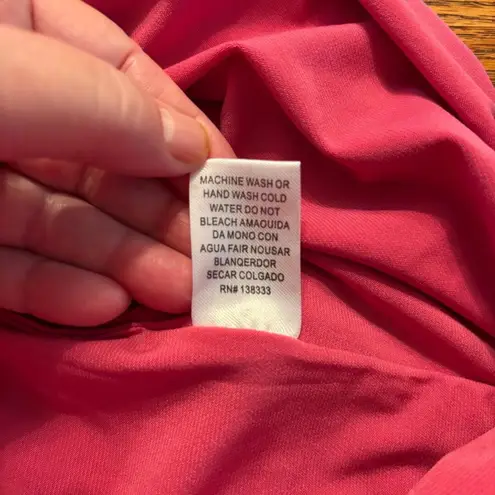 MACHINE WASH OR
HAND WASH COLD
WATER DO NOT
BLEACH AMAOUIDA
DA MONO CON
AGUA FAIR NOUSAR
BLANQERDOR
SECAR COLGADO
RN# 138333